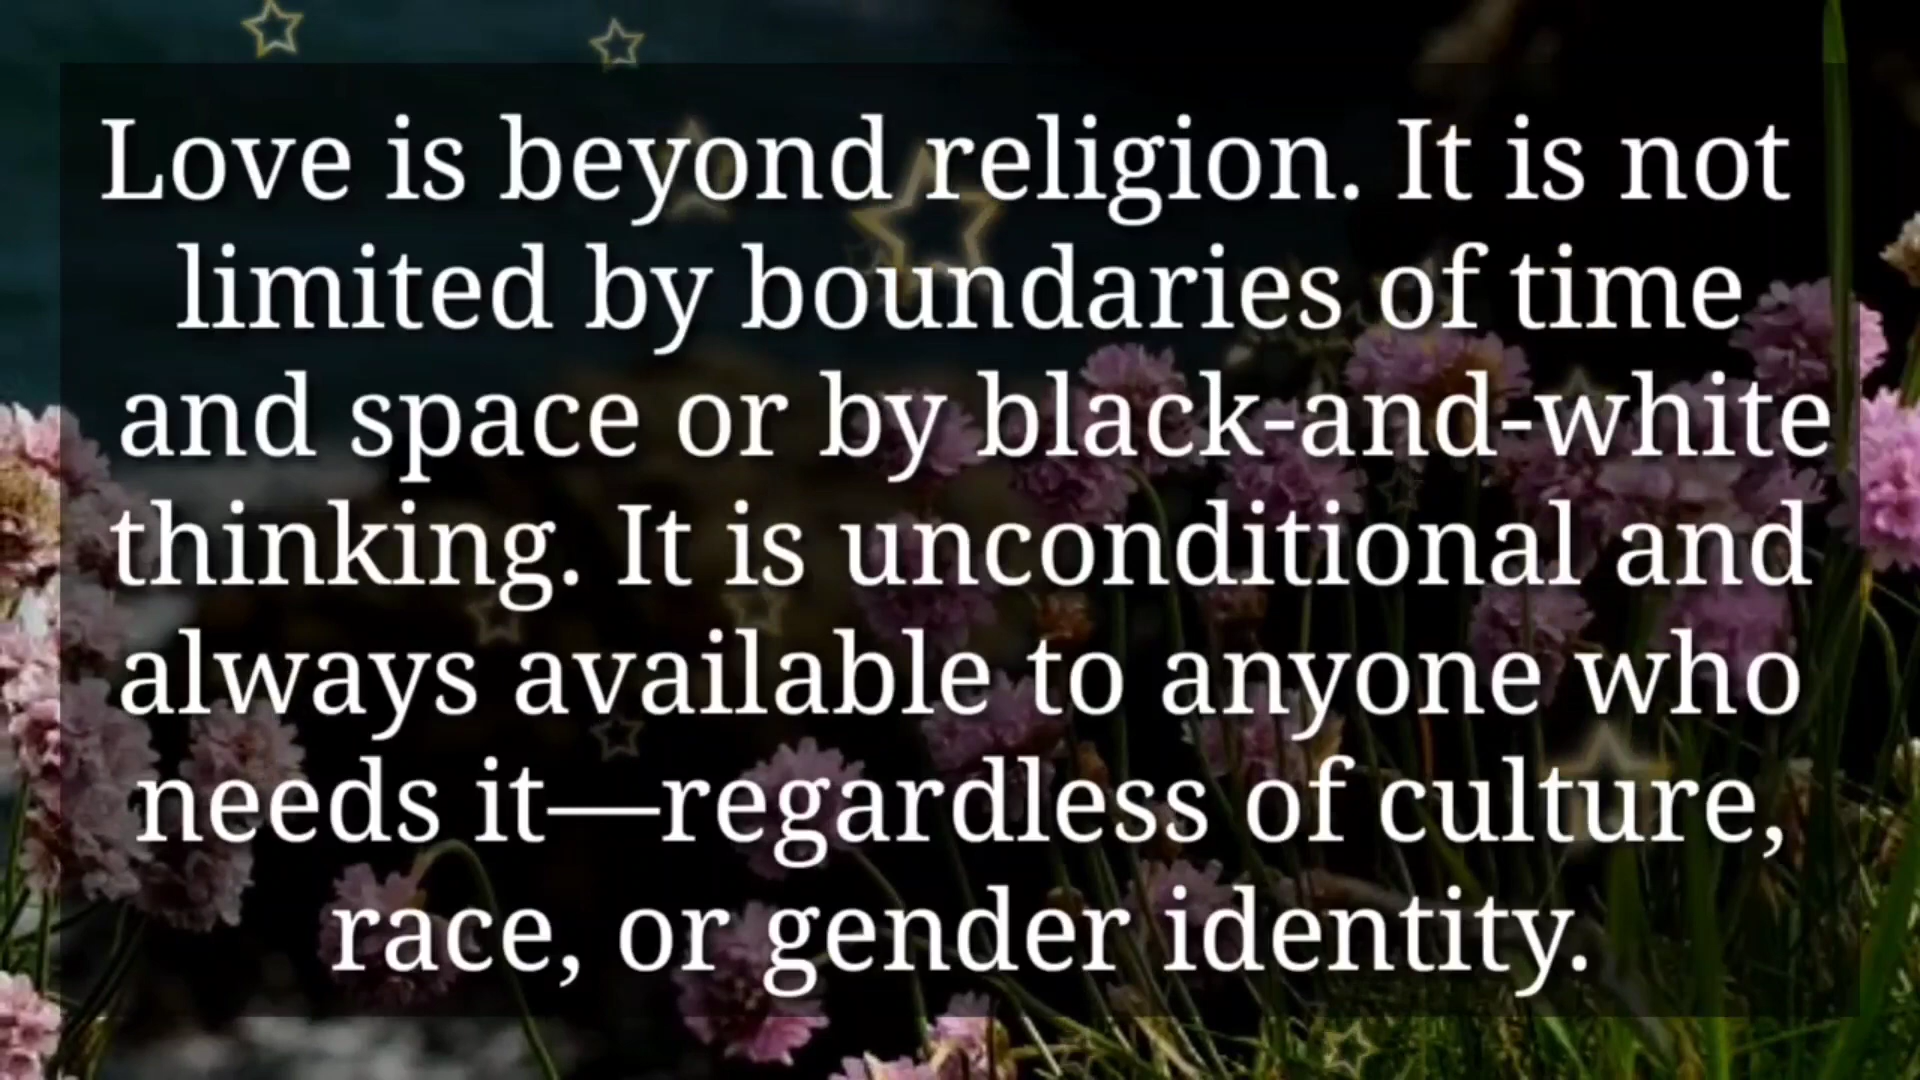 Love is beyond religion. It is not
limited by boundaries of time
and space or by black-and-white
thinking. It is unconditional and
always available to anyone who
needs it—regardless of culture,
race, or gender identity.